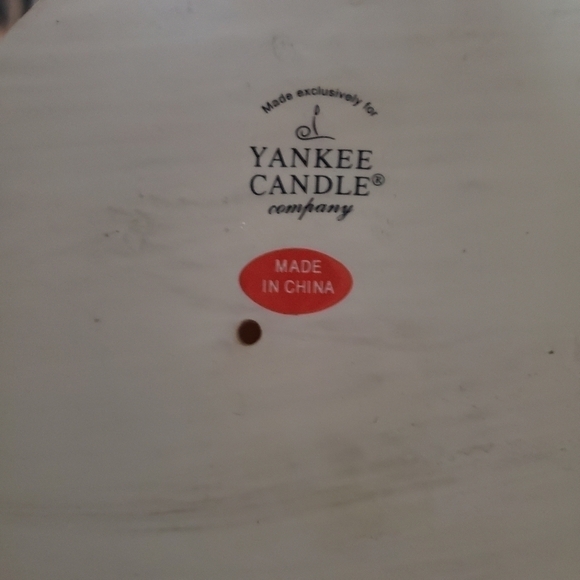 Made exclusively for
YANKEE
CANDLE®
company
MADE
IN CHINA